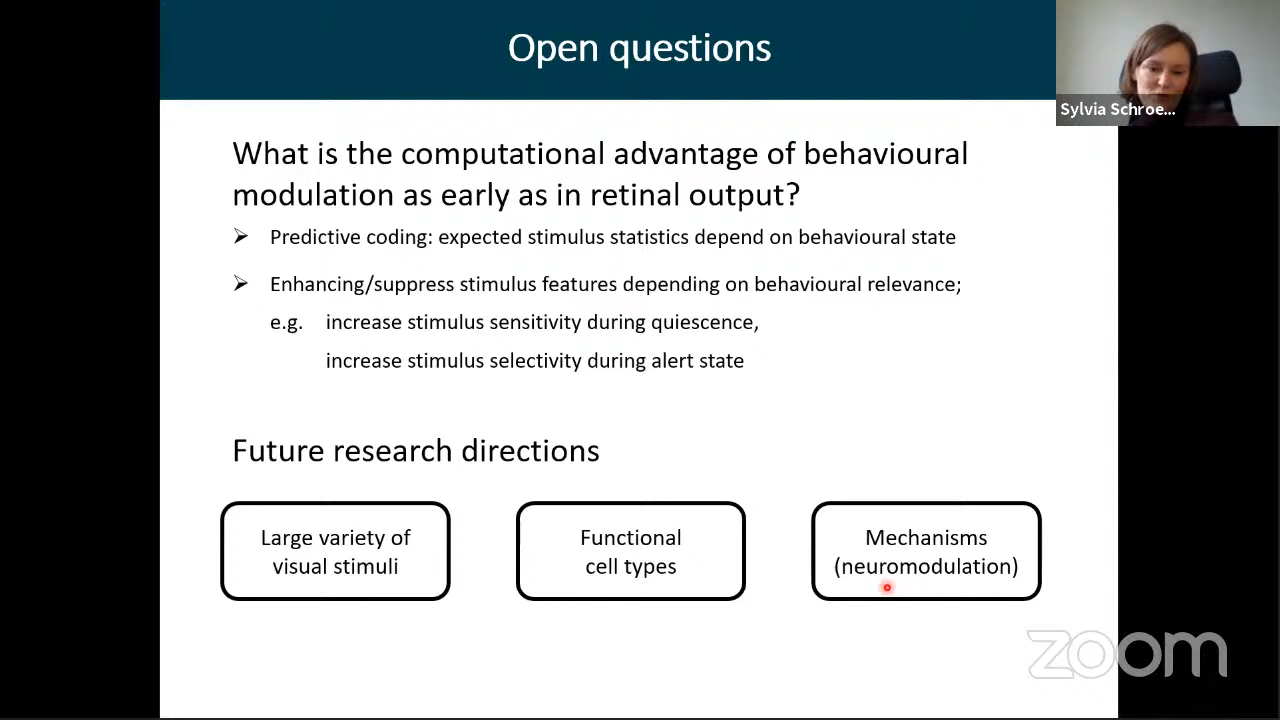 Open questions
Sylvia Schroe...
What is the computational advantage of behavioural
modulation as early as in retinal output?
Predictive coding: expected stimulus statistics depend on behavioural state
Enhancing/suppress stimulus features depending on behavioural relevance;
e.g. increase stimulus sensitivity during quiescence,
increase stimulus selectivity during alert state
Future research directions
Large variety of
visual stimuli
Functional
cell types
Mechanisms
(neuromodulation)
zoom